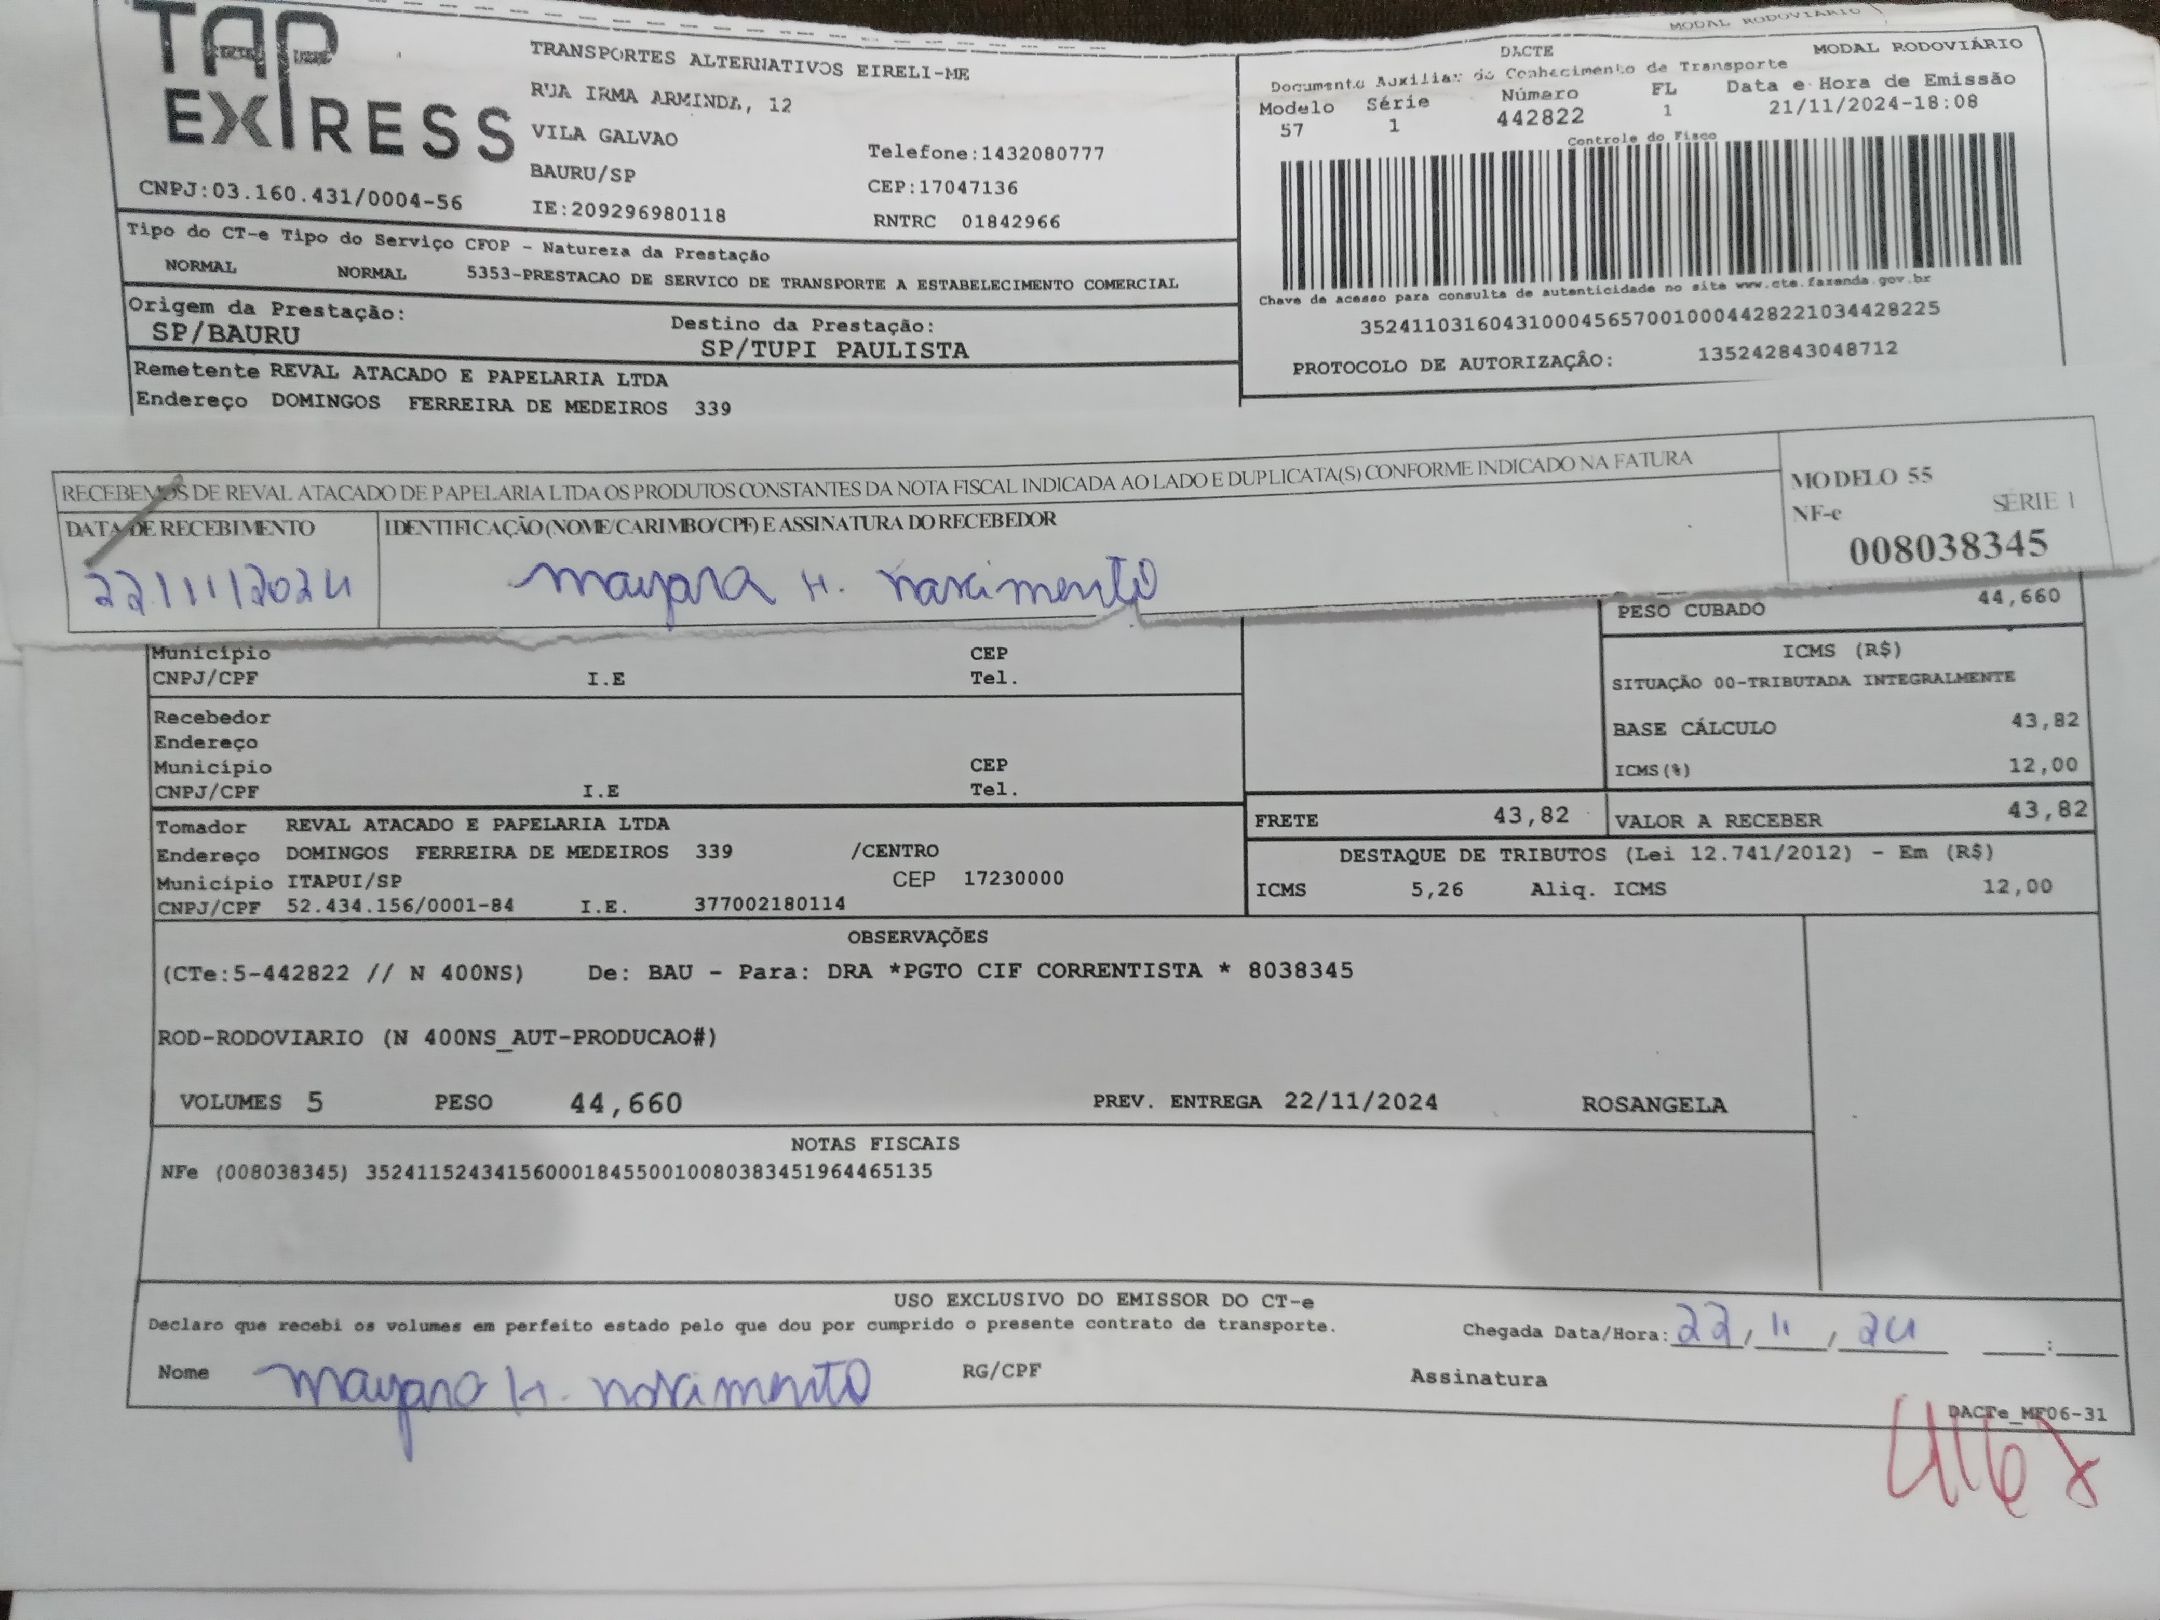 MODAL RODOVIÁRIO
TAP
EXPRESS
CNPJ:03.160.431/0004-56
TRANSPORTES ALTERNATIVOS EIRELI-ME
RUA IRMA ARMINDA, 12
VILA GALVAO
BAURU/SP
IE:209296980118
Telefone:1432080777
CEP:17047136
RNTRC 01842966
DACTE MODAL RODOVIÁRIO
Documento Auxiliar do Conhecimento de Transporte
Modelo Série Número FL Data e Hora de Emissão
57 1 442822 1 21/11/2024-18:08
Controle do Fisco
Chave de acesso para consulta de autenticidade no site www.cte.fazenda.gov.br
35241103160431000456570010004428221034428225
PROTOCOLO DE AUTORIZAÇÂO: 135242843048712
Tipo do CT-e Tipo do Serviço CFOP - Natureza da Prestação
NORMAL NORMAL 5353-PRESTACAO DE SERVICO DE TRANSPORTE A ESTABELECIMENTO COMERCIAL
Origem da Prestação: Destino da Prestação:
SP/BAURU SP/TUPI PAULISTA
Remetente REVAL ATACADO E PAPELARIA LTDA
Endereço DOMINGOS FERREIRA DE MEDEIROS 339
RECEBEMOS DE REVAL ATACADO DE PAPELARIA LTDA OS PRODUTOS CONSTANTES DA NOTA FISCAL INDICADA AO LADO E DUPLICATA(S) CONFORME INDICADO NA FATURA
DATA DE RECEBIMENTO IDENTIFICAÇÃO (NOME/CARIMBO/CPF) E ASSINATURA DO RECEBEDOR
22/11/2024 Mayara H. Nascimento
MODELO 55
NF-e SÉRIE 1
008038345
PESO CUBADO 44,660
Município CEP
CNPJ/CPF I.E Tel.
Recebedor
Endereço
Município CEP
CNPJ/CPF I.E Tel.
ICMS (R$)
SITUAÇÃO 00-TRIBUTADA INTEGRALMENTE
BASE CÁLCULO 43,82
ICMS(%) 12,00
FRETE 43,82 VALOR A RECEBER 43,82
Tomador REVAL ATACADO E PAPELARIA LTDA
Endereço DOMINGOS FERREIRA DE MEDEIROS 339 /CENTRO
Município ITAPUI/SP CEP 17230000
CNPJ/CPF 52.434.156/0001-84 I.E. 377002180114
DESTAQUE DE TRIBUTOS (Lei 12.741/2012) - Em (R$)
ICMS 5,26 Aliq. ICMS 12,00
OBSERVAÇÕES
(CTe:5-442822 // N 400NS) De: BAU - Para: DRA *PGTO CIF CORRENTISTA * 8038345
ROD-RODOVIARIO (N 400NS_AUT-PRODUCAO#)
VOLUMES 5 PESO 44,660 PREV. ENTREGA 22/11/2024 ROSANGELA
NOTAS FISCAIS
NFe (008038345) 35241152434156000184550010080383451964465135
USO EXCLUSIVO DO EMISSOR DO CT-e
Declaro que recebi os volumes em perfeito estado pelo que dou por cumprido o presente contrato de transporte.
Chegada Data/Hora: 22/11/24 :
Nome Mayara H. Nascimento RG/CPF Assinatura
DACTe_MF06-31